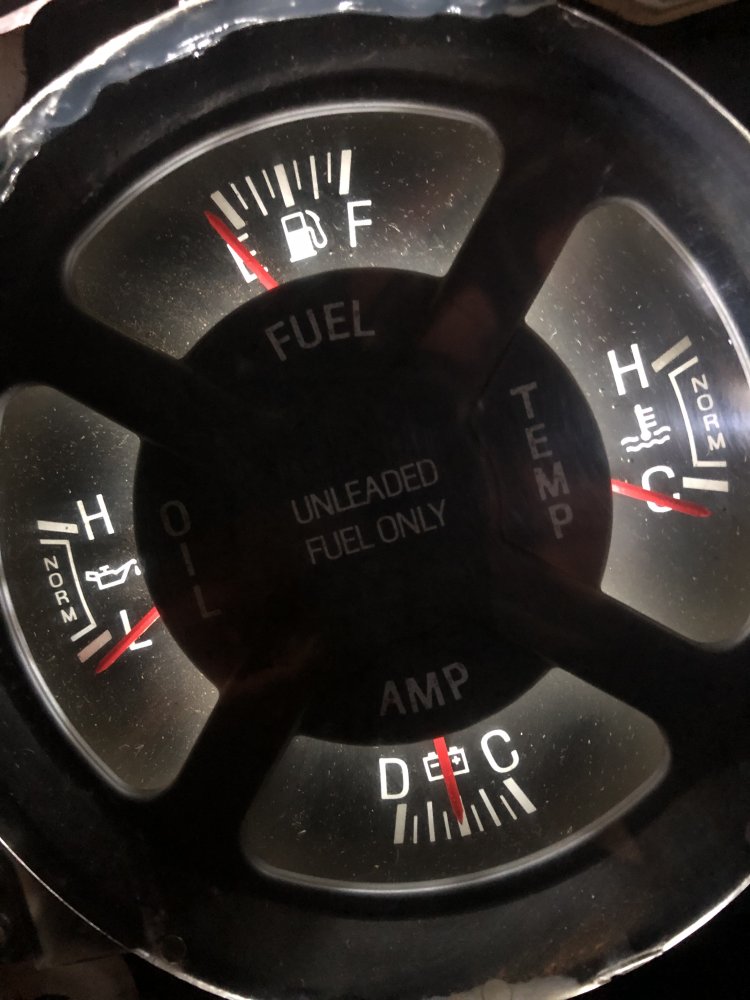 E F
FUEL
H
NORM
C
TEMP
UNLEADED
FUEL ONLY
OIL
H
NORM
L
AMP
D C